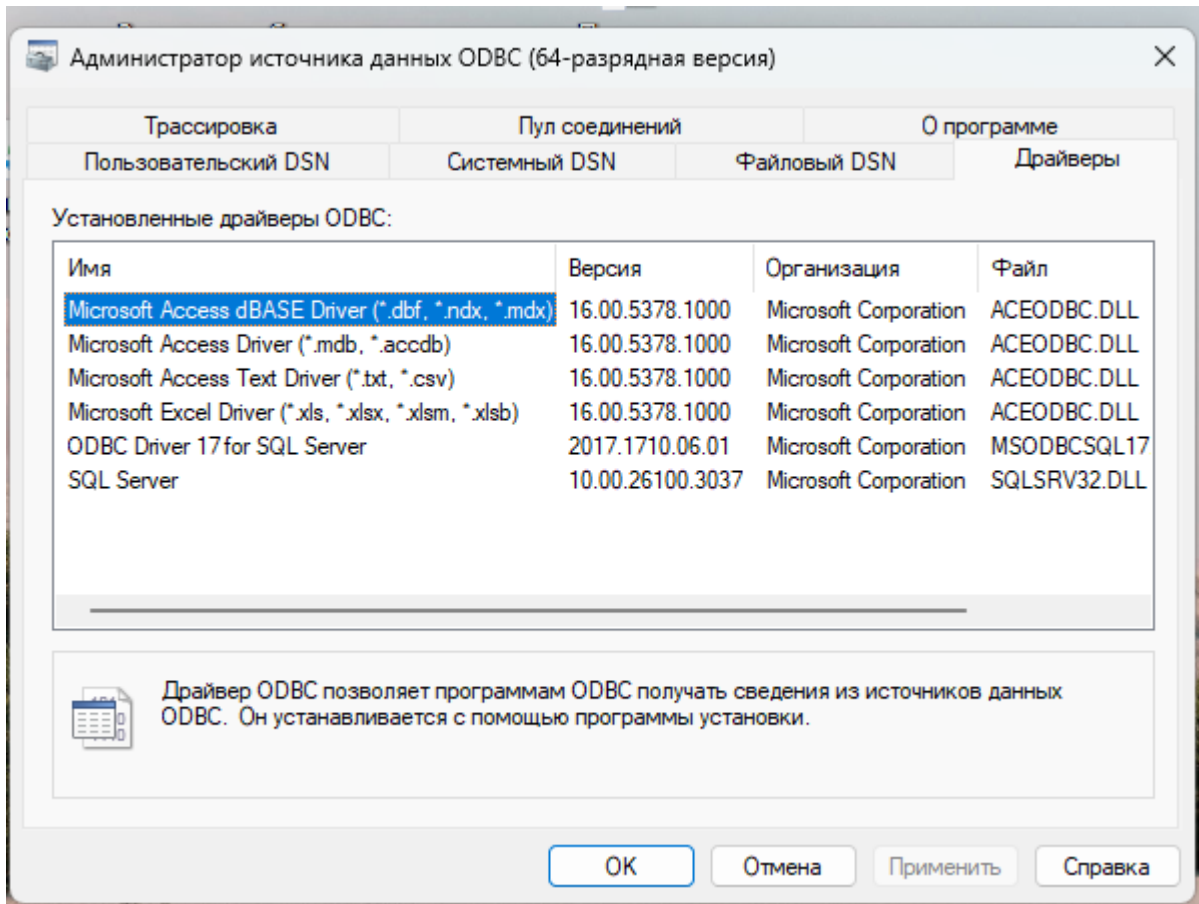 Администратор источника данных ODBC (64-разрядная версия)
Трассировка Пул соединений О программе
Пользовательский DSN Системный DSN Файловый DSN Драйверы
Установленные драйверы ODBC:
Имя Версия Организация Файл
Microsoft Access dBASE Driver (*.dbf, *.ndx, *.mdx) 16.00.5378.1000 Microsoft Corporation ACEODBC.DLL
Microsoft Access Driver (*.mdb, *.accdb) 16.00.5378.1000 Microsoft Corporation ACEODBC.DLL
Microsoft Access Text Driver (*.txt, *.csv) 16.00.5378.1000 Microsoft Corporation ACEODBC.DLL
Microsoft Excel Driver (*.xls, *.xlsx, *.xlsm, *.xlsb) 16.00.5378.1000 Microsoft Corporation ACEODBC.DLL
ODBC Driver 17 for SQL Server 2017.1710.06.01 Microsoft Corporation MSODBCSQL17
SQL Server 10.00.26100.3037 Microsoft Corporation SQLSRV32.DLL
Драйвер ODBC позволяет программам ODBC получать сведения из источников данных
ODBC. Он устанавливается с помощью программы установки.
OK Отмена Применить Справка